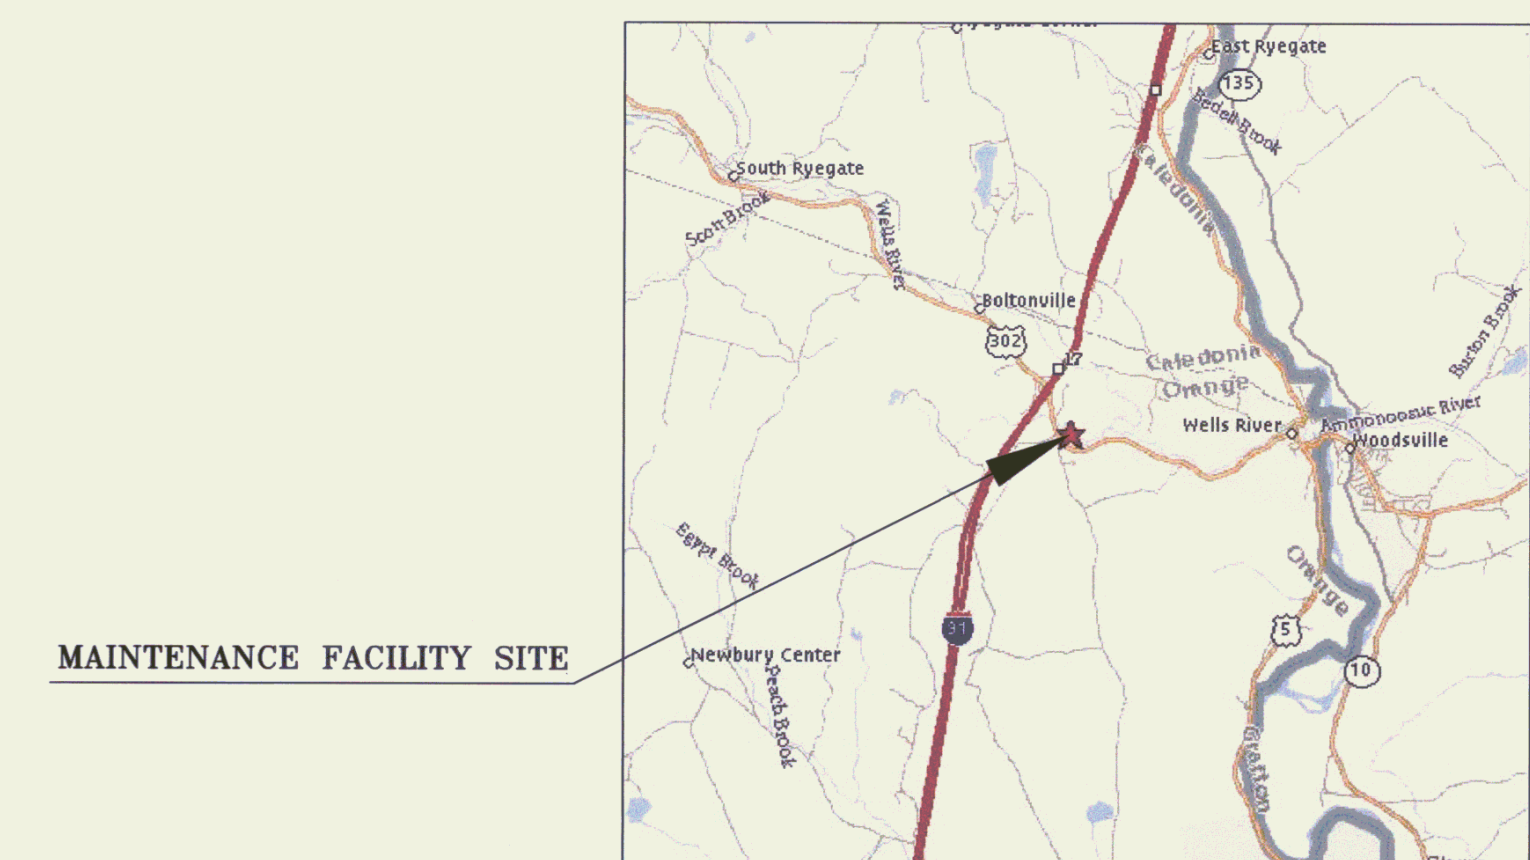 East Ryegate
135
Bedell Brook
South Ryegate
Caledonia
Scott Brook
Wells River
Boltonville
302
17
Caledonia
Orange
Burton Brook
Ammonoosuc River
Wells River
Woodsville
Egypt Brook
Orange
91
5
MAINTENANCE FACILITY SITE
Newbury Center
10
Peach Brook
Grafton